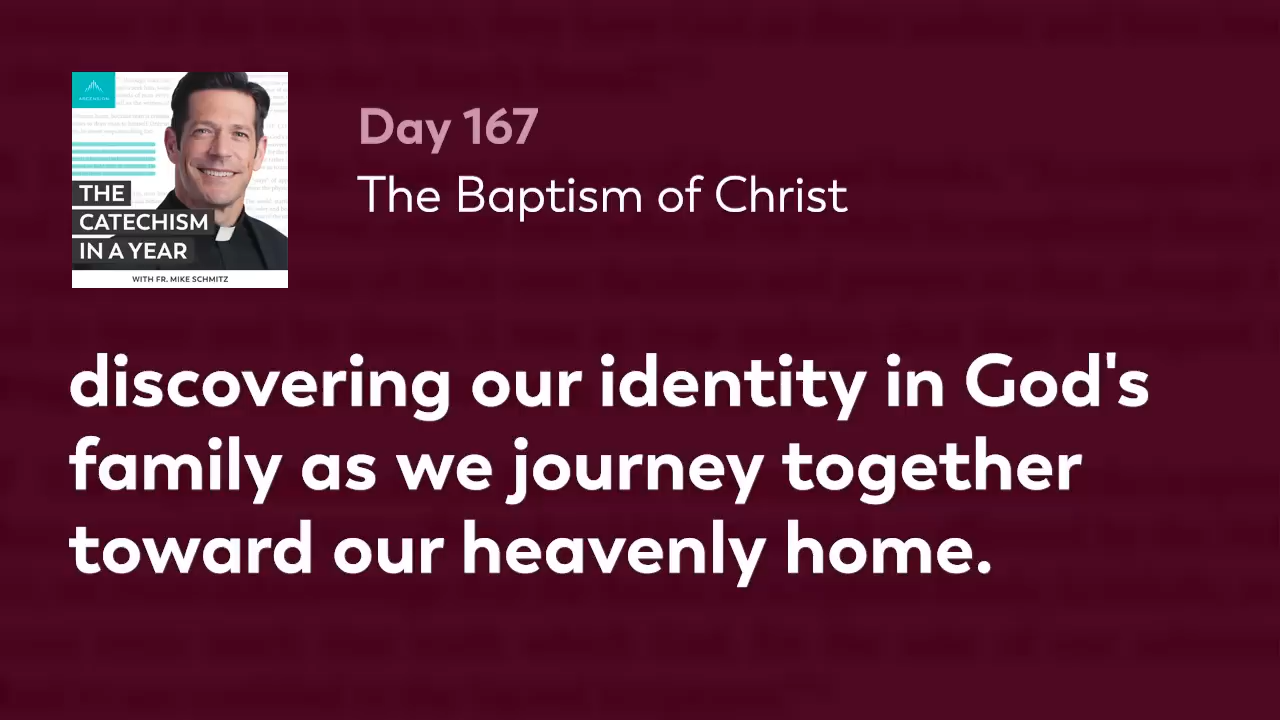 ASCENSION
THE
CATECHISM
IN A YEAR
WITH FR. MIKE SCHMITZ
Day 167
The Baptism of Christ
discovering our identity in God's
family as we journey together
toward our heavenly home.